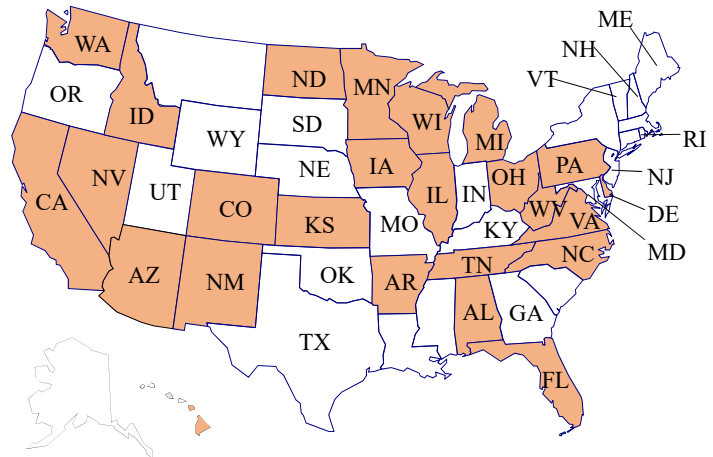 ME
WA
NH
ND
VT
MN
OR
ID
SD
WI
WY
MI
RI
NE
IA
PA
NV
OH
NJ
UT
IL
IN
CA
CO
WV
DE
KS
MO
KY
VA
MD
NC
TN
AZ
OK
NM
AR
AL
GA
TX
FL